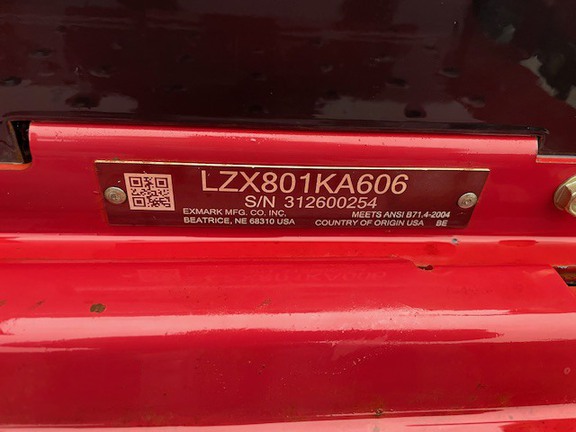 LZX801KA606
S/N 312600254
EXMARK MFG. CO. INC. MEETS ANSI B71.4-2004
BEATRICE, NE 68310 USA COUNTRY OF ORIGIN USA BE